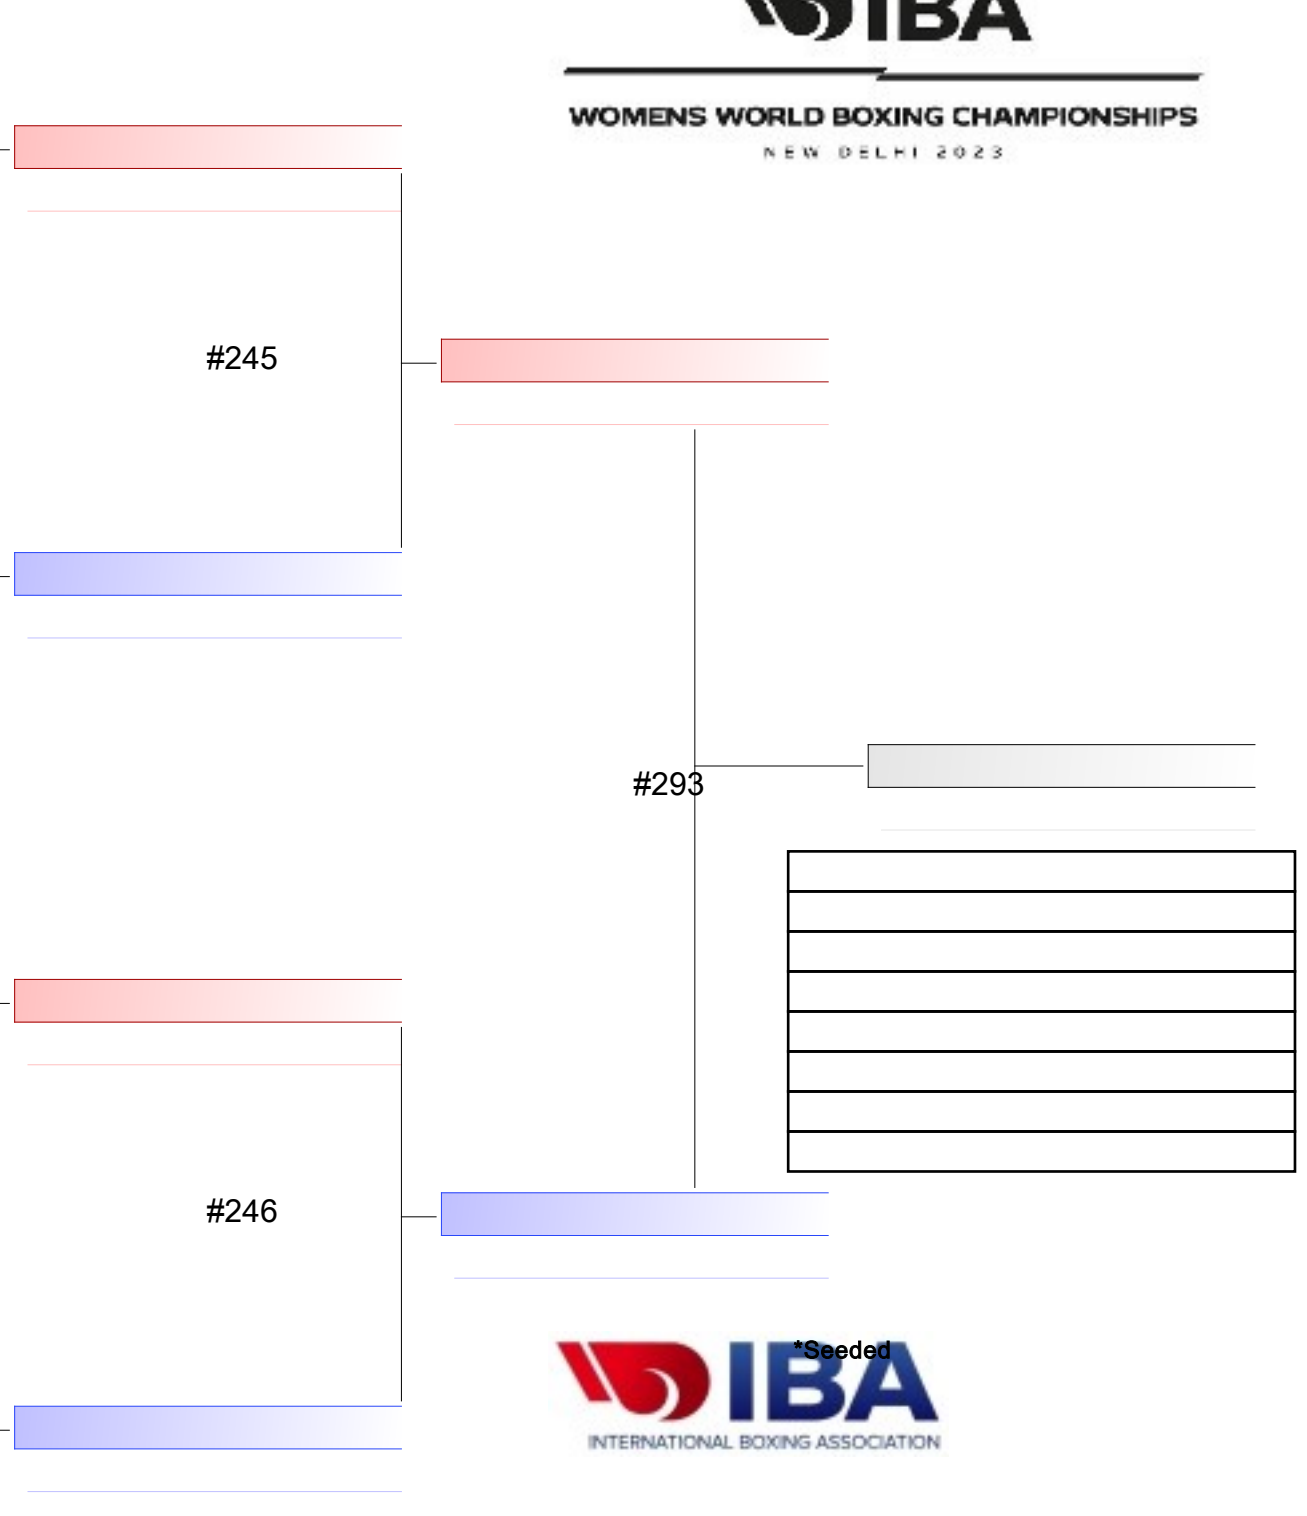 IBA
WOMENS WORLD BOXING CHAMPIONSHIPS
NEW DELHI 2023
#245
#293
#246
*Seeded
IBA
INTERNATIONAL BOXING ASSOCIATION